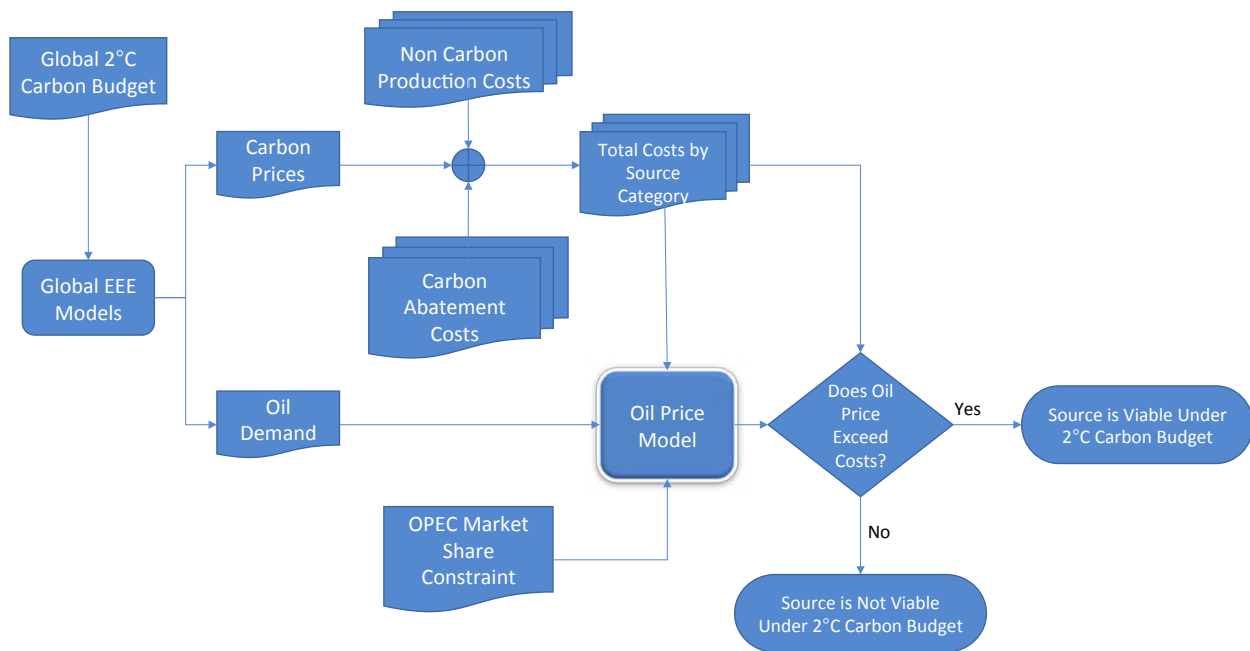 Global 2°C
Carbon Budget
Non Carbon
Production Costs
Carbon
Prices
Total Costs by
Source
Category
Global EEE
Models
Carbon
Abatement
Costs
Oil
Demand
Oil Price
Model
Does Oil
Price
Exceed
Costs?
Yes
Source is Viable Under
2°C Carbon Budget
OPEC Market
Share
Constraint
No
Source is Not Viable
Under 2°C Carbon Budget